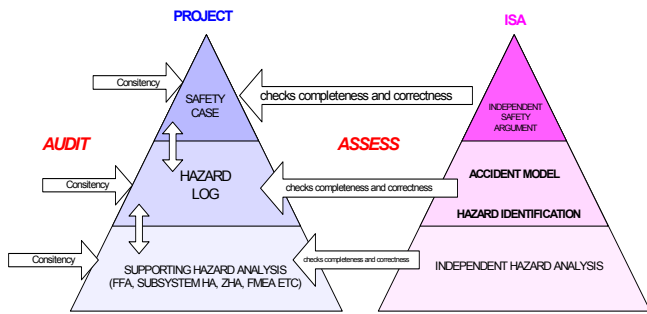 PROJECT
ISA
Consitency
SAFETY
CASE
checks completeness and correctness
INDEPENDENT
SAFETY
ARGUMENT
AUDIT
ASSESS
Consitency
HAZARD
LOG
checks completeness and correctness
ACCIDENT MODEL
HAZARD IDENTIFICATION
Consitency
checks completeness and correctness
SUPPORTING HAZARD ANALYSIS
(FFA, SUBSYSTEM HA, ZHA, FMEA ETC)
INDEPENDENT HAZARD ANALYSIS